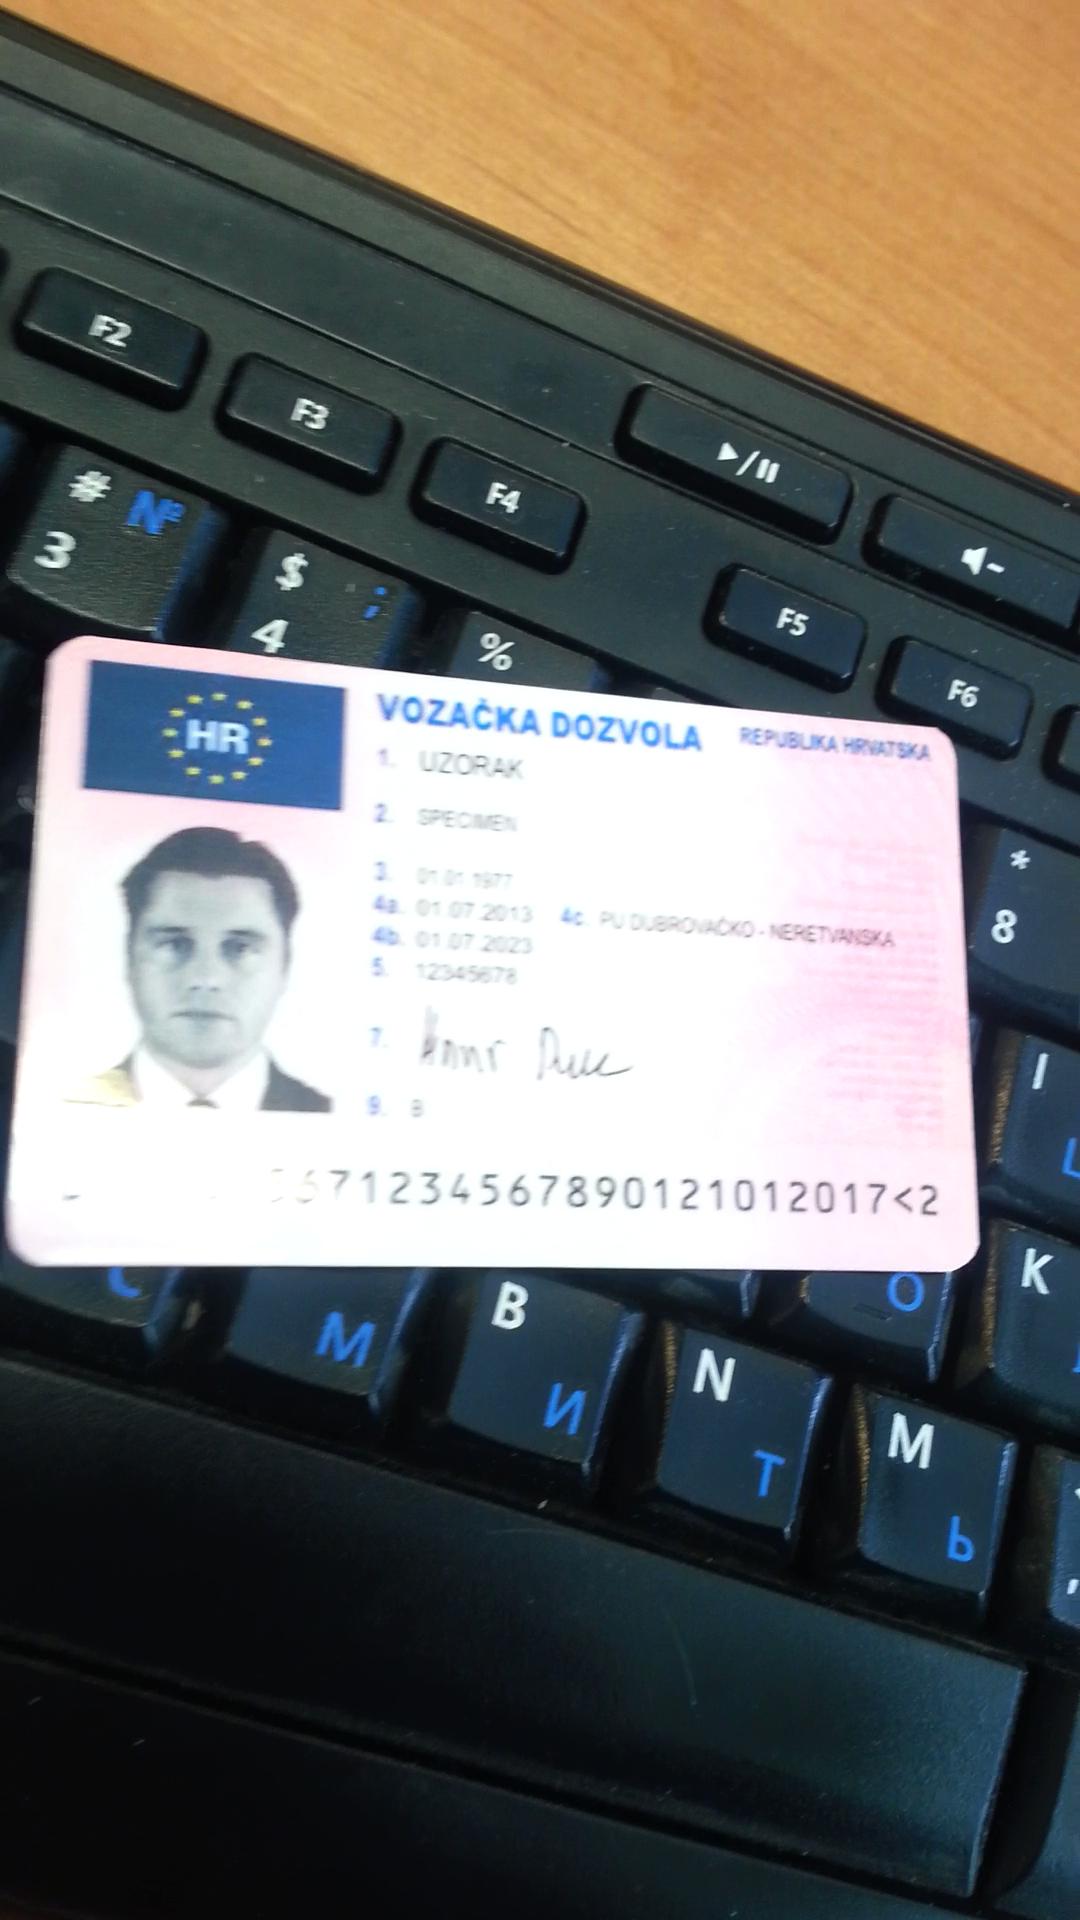 F2
F3
F4
▶/II
F5
F6
# №
3
$ ;
4
%
*
8
HR
VOZAČKA DOZVOLA REPUBLIKA HRVATSKA
1. UZORAK
2. SPECIMEN
3. 01.01.1977
4a. 01.07.2013 4c. PU DUBROVAČKO - NERETVANSKA
4b. 01.07.2023
5. 12345678
7.
9. B
671234567890121012017<2
I
K
O
С
М
B
И
N
Т
M
Ь